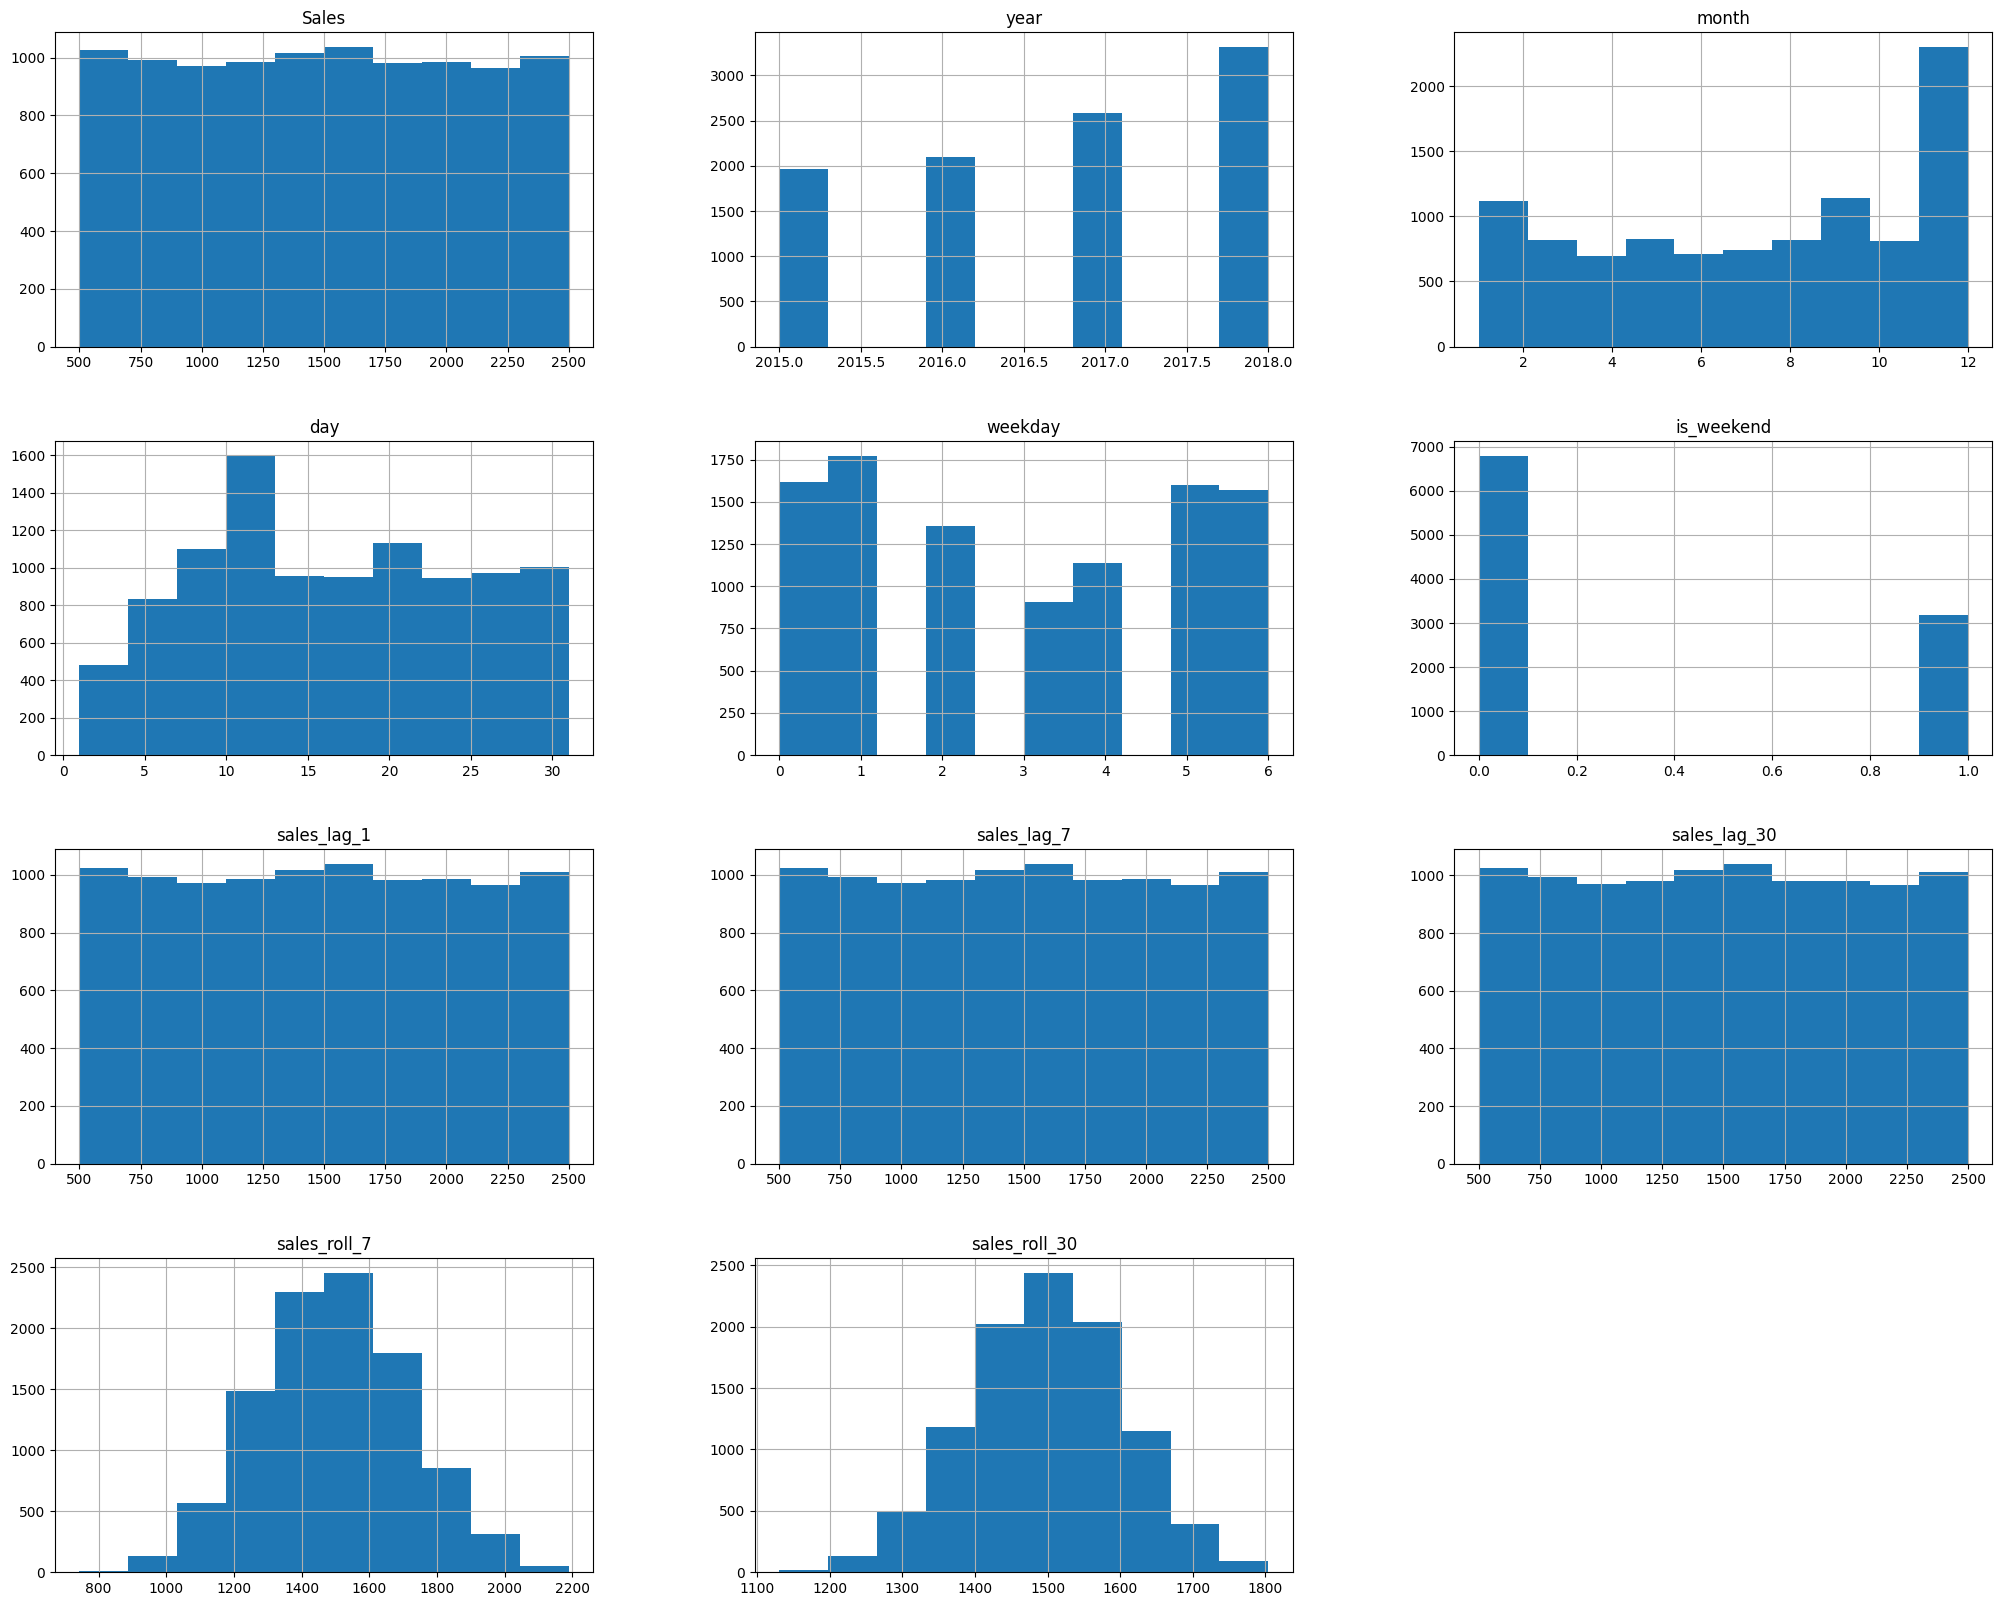 Sales year month
1000 3000 2000
800 2500 1500
600 2000 1000
400 1500 500
200 1000 0
0 500
0
500 750 1000 1250 1500 1750 2000 2250 2500
2015.0 2015.5 2016.0 2016.5 2017.0 2017.5 2018.0
2 4 6 8 10 12
day weekday is_weekend
1600 1750 7000
1400 1500 6000
1200 1250 5000
1000 1000 4000
800 750 3000
600 500 2000
400 250 1000
200 0 0
0
0 5 10 15 20 25 30
0 1 2 3 4 5 6
0.0 0.2 0.4 0.6 0.8 1.0
sales_lag_1 sales_lag_7 sales_lag_30
1000 1000 1000
800 800 800
600 600 600
400 400 400
200 200 200
0 0 0
500 750 1000 1250 1500 1750 2000 2250 2500
500 750 1000 1250 1500 1750 2000 2250 2500
500 750 1000 1250 1500 1750 2000 2250 2500
sales_roll_7 sales_roll_30
2500 2500
2000 2000
1500 1500
1000 1000
500 500
0 0
800 1000 1200 1400 1600 1800 2000 2200
1100 1200 1300 1400 1500 1600 1700 1800